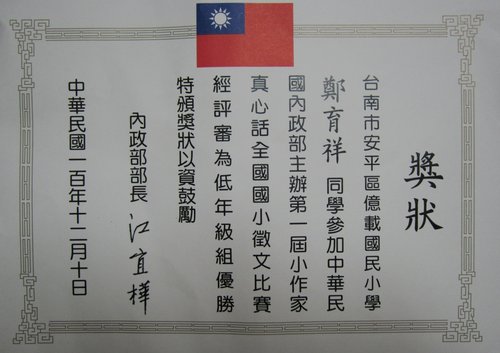 獎狀
台南市安平區億載國民小學
鄭育祥 同學參加中華民
國內政部主辦第一屆小作家
真心話全國國小徵文比賽
經評審為低年級組優勝
特頒獎狀以資鼓勵
內政部部長 江宜樺
中華民國一百年十二月十日